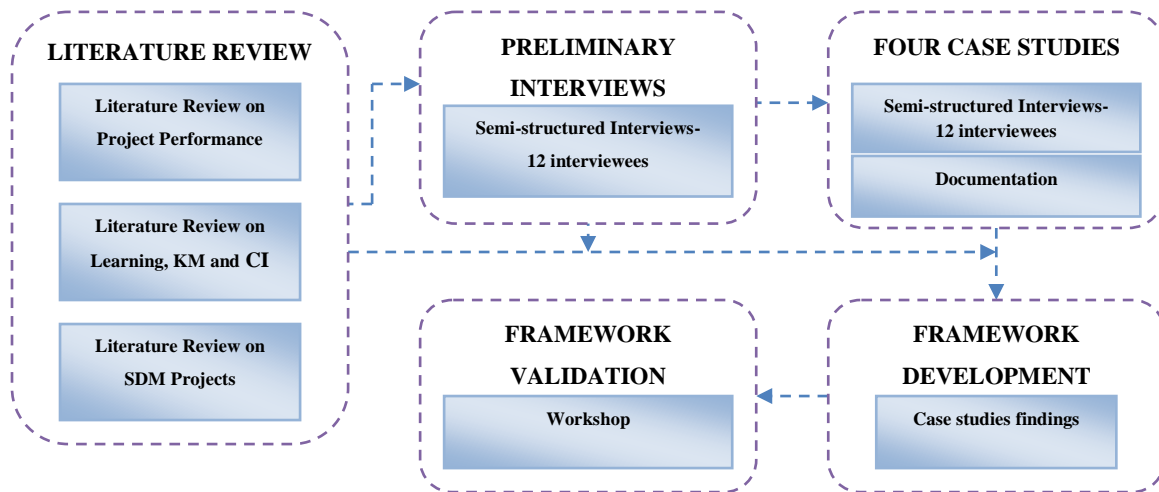 LITERATURE REVIEW
Literature Review on
Project Performance
Literature Review on
Learning, KM and CI
Literature Review on
SDM Projects
PRELIMINARY
INTERVIEWS
Semi-structured Interviews-
12 interviewees
FOUR CASE STUDIES
Semi-structured Interviews-
12 interviewees
Documentation
FRAMEWORK
VALIDATION
Workshop
FRAMEWORK
DEVELOPMENT
Case studies findings